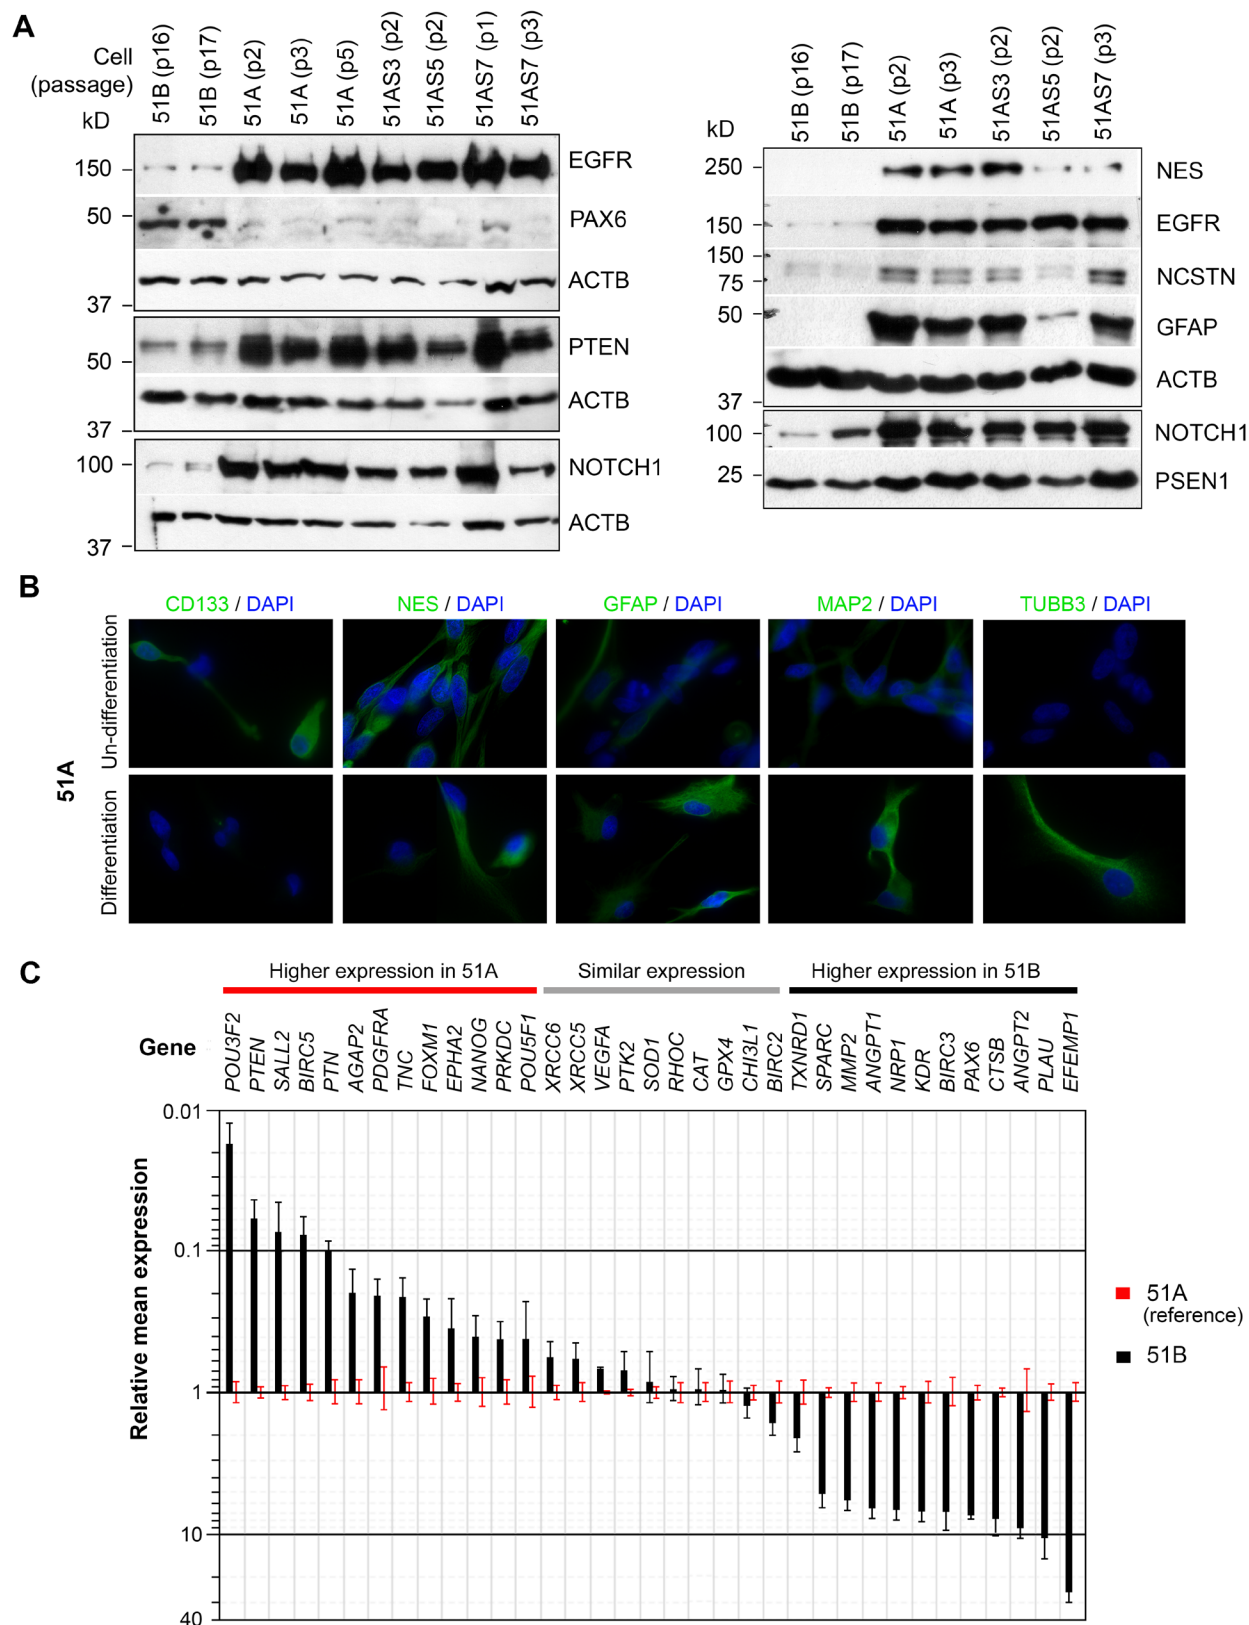 A
Cell
(passage)
51B (p16)
51B (p17)
51A (p2)
51A (p3)
51A (p5)
51AS3 (p2)
51AS5 (p2)
51AS7 (p1)
51AS7 (p3)
kD
150
EGFR
50
PAX6
ACTB
37
PTEN
50
ACTB
37
100
NOTCH1
ACTB
37
51B (p16)
51B (p17)
51A (p2)
51A (p3)
51AS3 (p2)
51AS5 (p2)
51AS7 (p3)
kD
250
NES
150
EGFR
150
NCSTN
75
50
GFAP
ACTB
37
100
NOTCH1
25
PSEN1
B
CD133 / DAPI
NES / DAPI
GFAP / DAPI
MAP2 / DAPI
TUBB3 / DAPI
51A
Un-differentiation
Differentiation
C
Higher expression in 51A
Similar expression
Higher expression in 51B
Gene
POU3F2
PTEN
SALL2
BIRC5
PTN
AGAP2
PDGFRA
TNC
FOXM1
EPHA2
NANOG
PRKDC
POU5F1
XRCC6
XRCC5
VEGFA
PTK2
SOD1
RHOC
CAT
GPX4
CHI3L1
BIRC2
TXNRD1
SPARC
MMP2
ANGPT1
NRP1
KDR
BIRC3
PAX6
CTSB
ANGPT2
PLAU
EFEMP1
Relative mean expression
0.01
0.1
1
10
40
51A
(reference)
51B